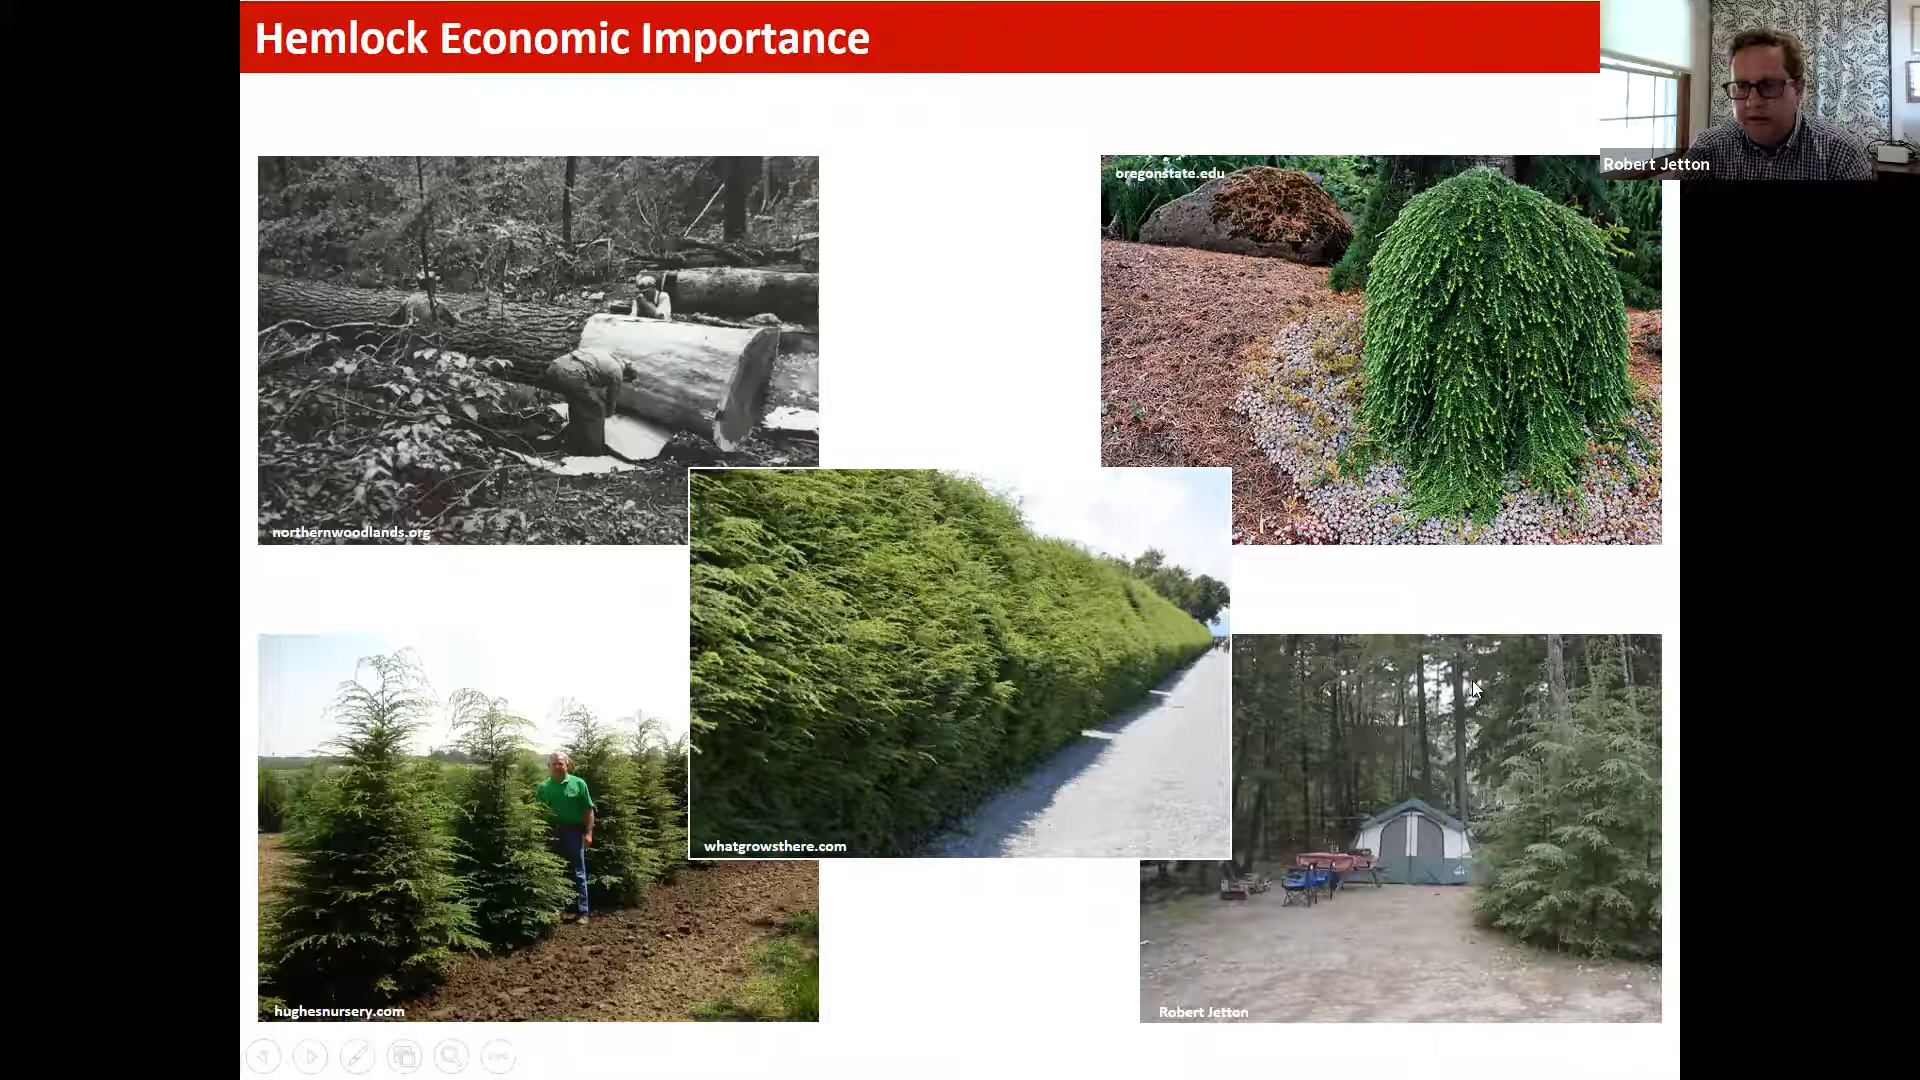 Hemlock Economic Importance
Robert Jetton
oregonstate.edu
northernwoodlands.org
whatgrowsthere.com
hughesnursery.com
Robert Jetton